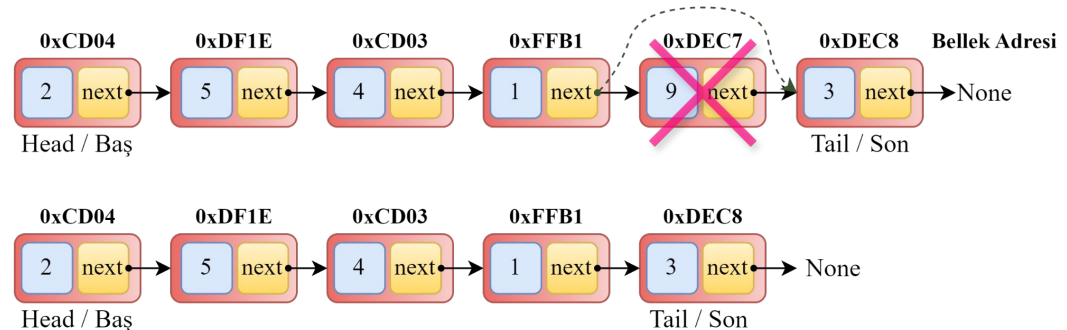 0xCD04 0xDF1E 0xCD03 0xFFB1 0xDEC7 0xDEC8 Bellek Adresi
2 next 5 next 4 next 1 next 9 next 3 next None
Head / Baş Tail / Son
0xCD04 0xDF1E 0xCD03 0xFFB1 0xDEC8
2 next 5 next 4 next 1 next 3 next None
Head / Baş Tail / Son